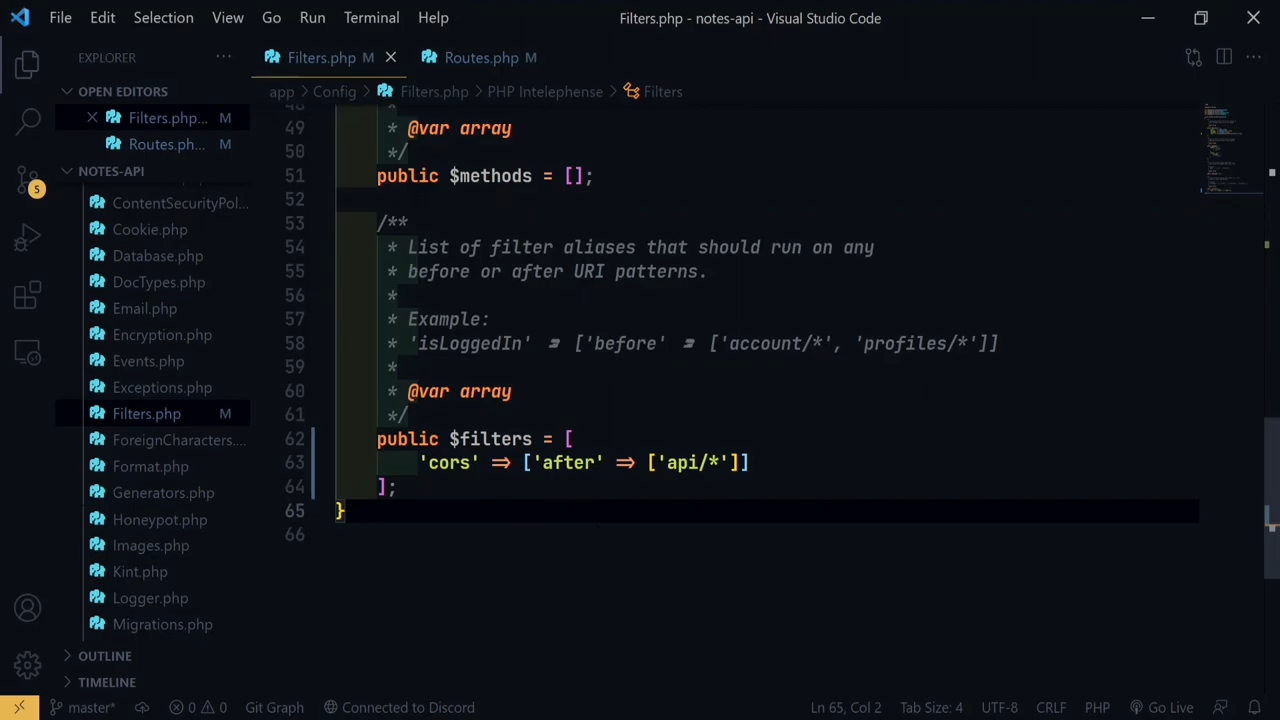 File Edit Selection View Go Run Terminal Help
Filters.php - notes-api - Visual Studio Code
EXPLORER
OPEN EDITORS
Filters.php... M
Routes.ph... M
NOTES-API
ContentSecurityPol...
Cookie.php
Database.php
DocTypes.php
Email.php
Encryption.php
Events.php
Exceptions.php
Filters.php M
ForeignCharacters....
Format.php
Generators.php
Honeypot.php
Images.php
Kint.php
Logger.php
Migrations.php
OUTLINE
TIMELINE
5
Filters.php M
Routes.php M
app Config Filters.php PHP Intelephense Filters
49 * @var array
50 */
51 public $methods = [];
52
53 /**
54 * List of filter aliases that should run on any
55 * before or after URI patterns.
56 *
57 * Example:
58 * 'isLoggedIn' => ['before' => ['account/*', 'profiles/*']]
59 *
60 * @var array
61 */
62 public $filters = [
63 'cors' => ['after' => ['api/*']]
64 ];
65 }
66
master* 0 0 Git Graph Connected to Discord
Ln 65, Col 2 Tab Size: 4 UTF-8 CRLF PHP Go Live